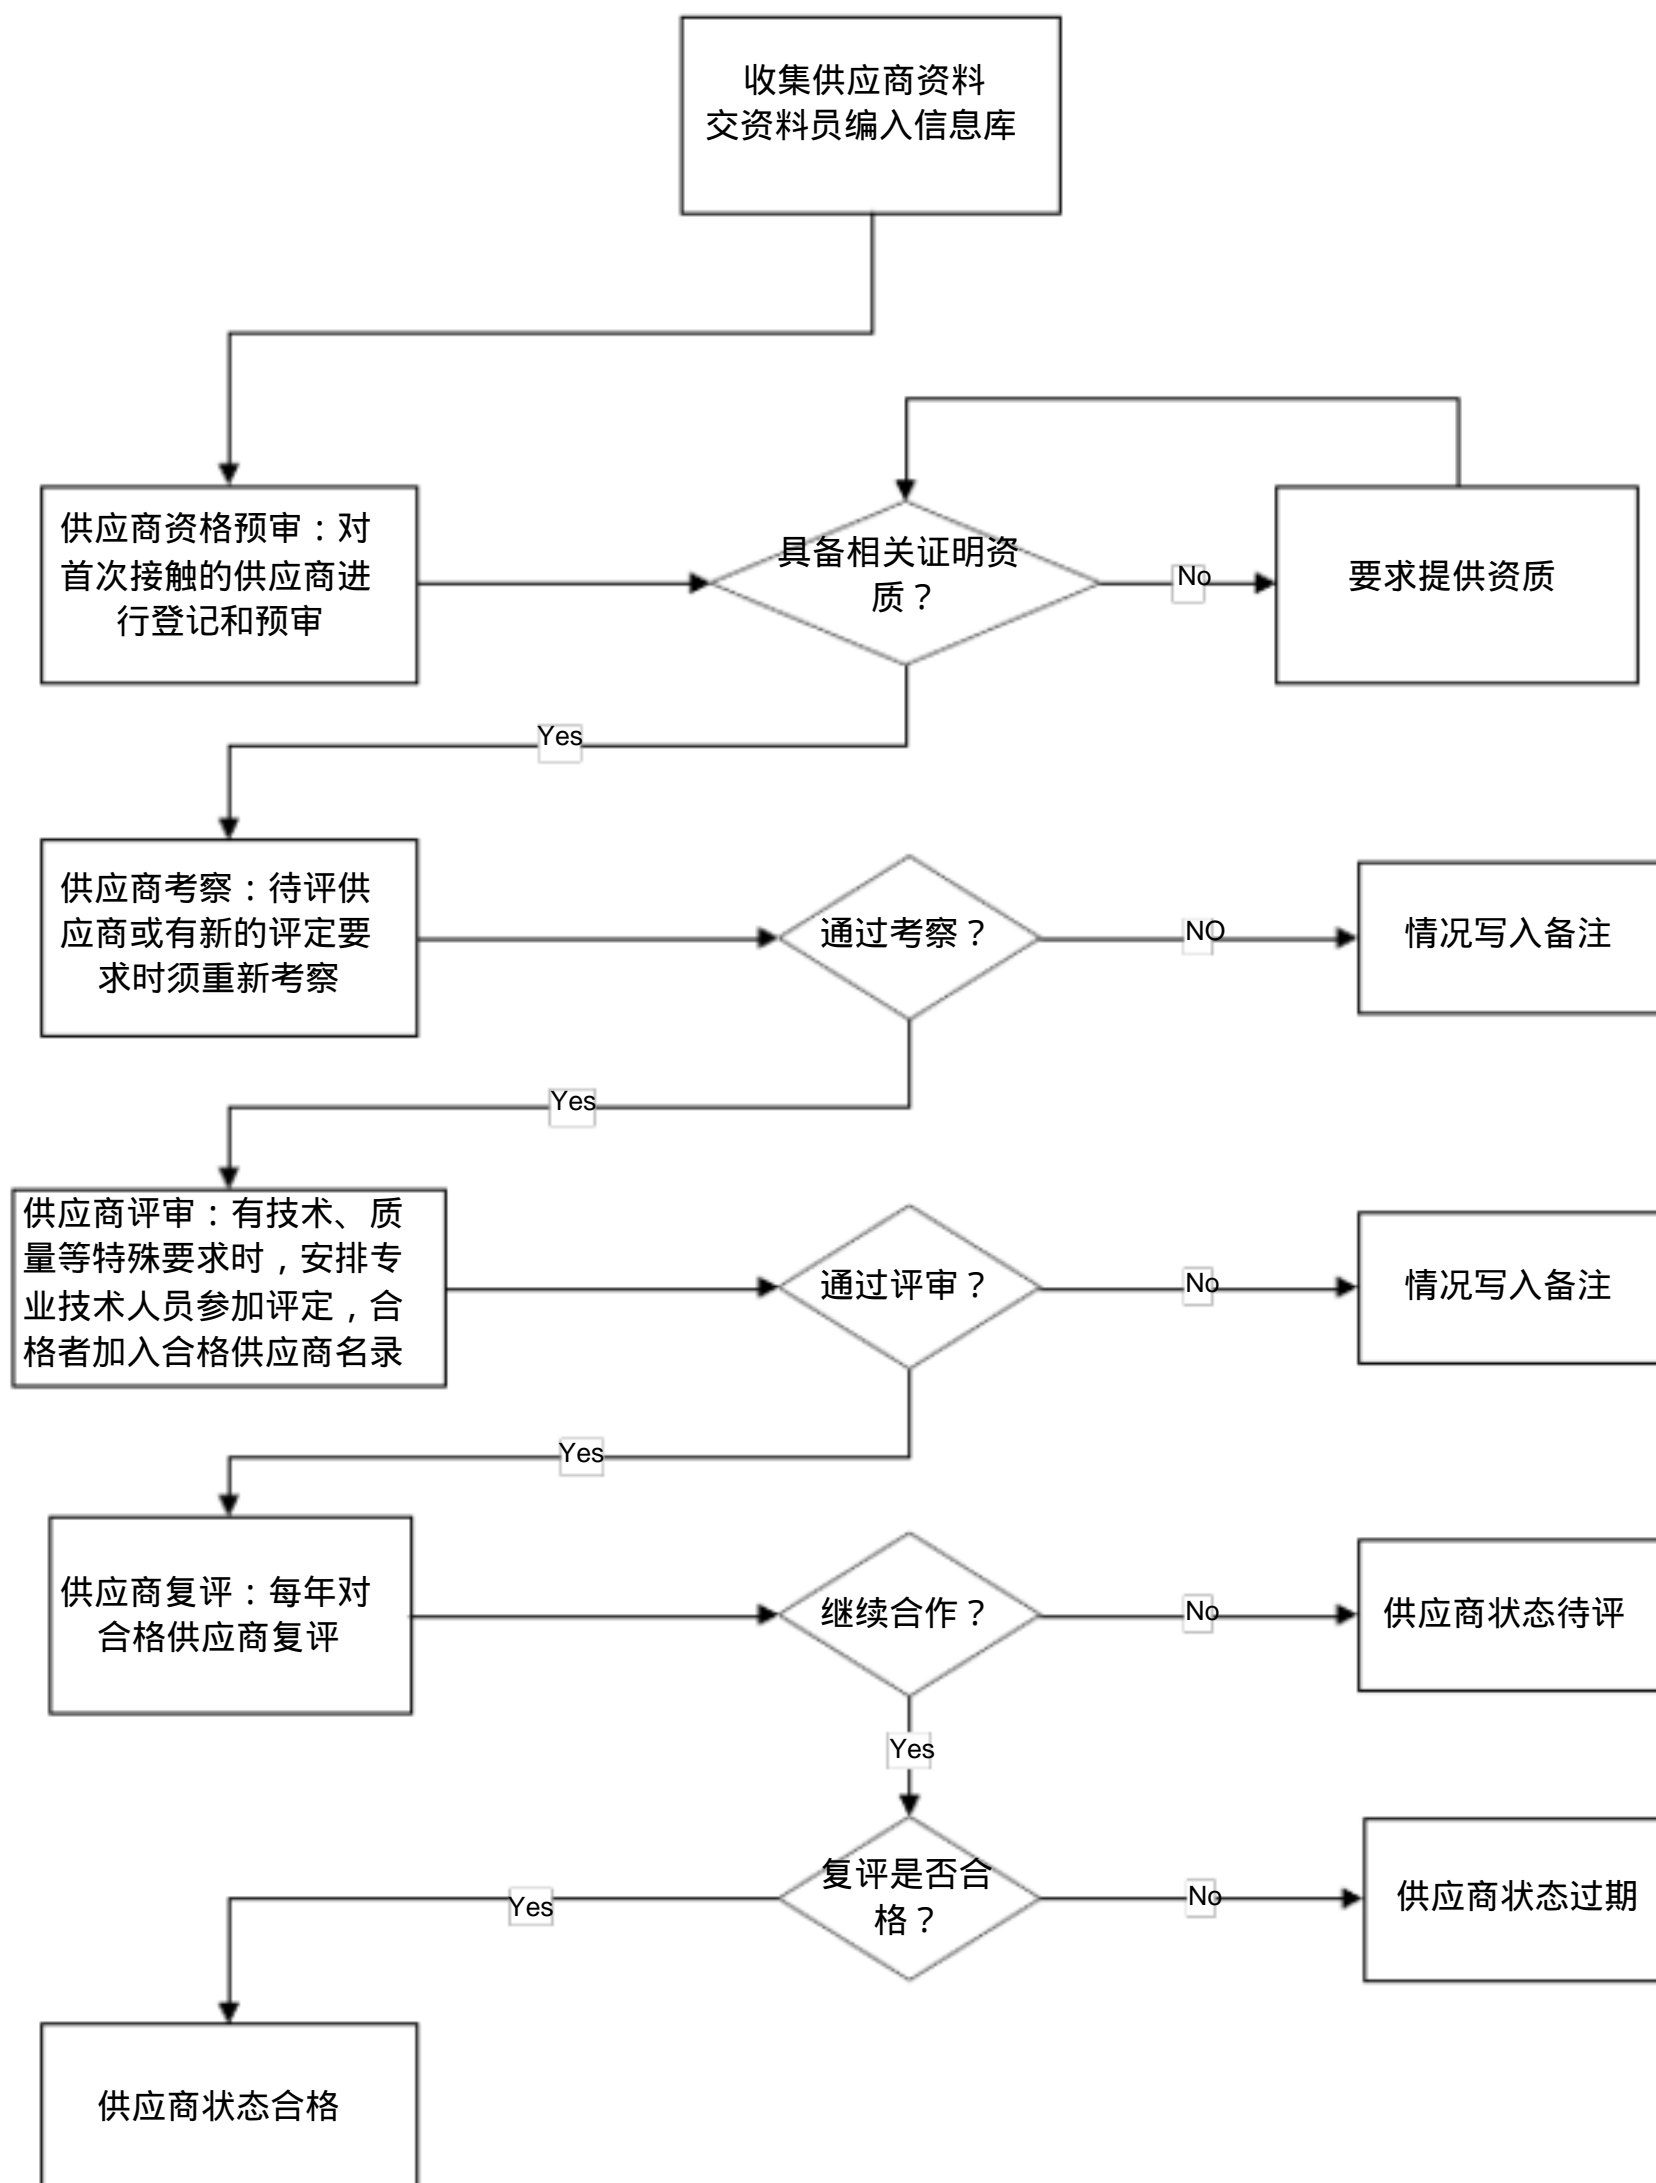 收集供应商资料
交资料员编入信息库
供应商资格预审：对
首次接触的供应商进
行登记和预审
具备相关证明资
质？
No
要求提供资质
Yes
供应商考察：待评供
应商或有新的评定要
求时须重新考察
通过考察？
NO
情况写入备注
Yes
供应商评审：有技术、质
量等特殊要求时，安排专
业技术人员参加评定，合
格者加入合格供应商名录
通过评审？
No
情况写入备注
Yes
供应商复评：每年对
合格供应商复评
继续合作？
No
供应商状态待评
Yes
复评是否合
格？
No
供应商状态过期
Yes
供应商状态合格